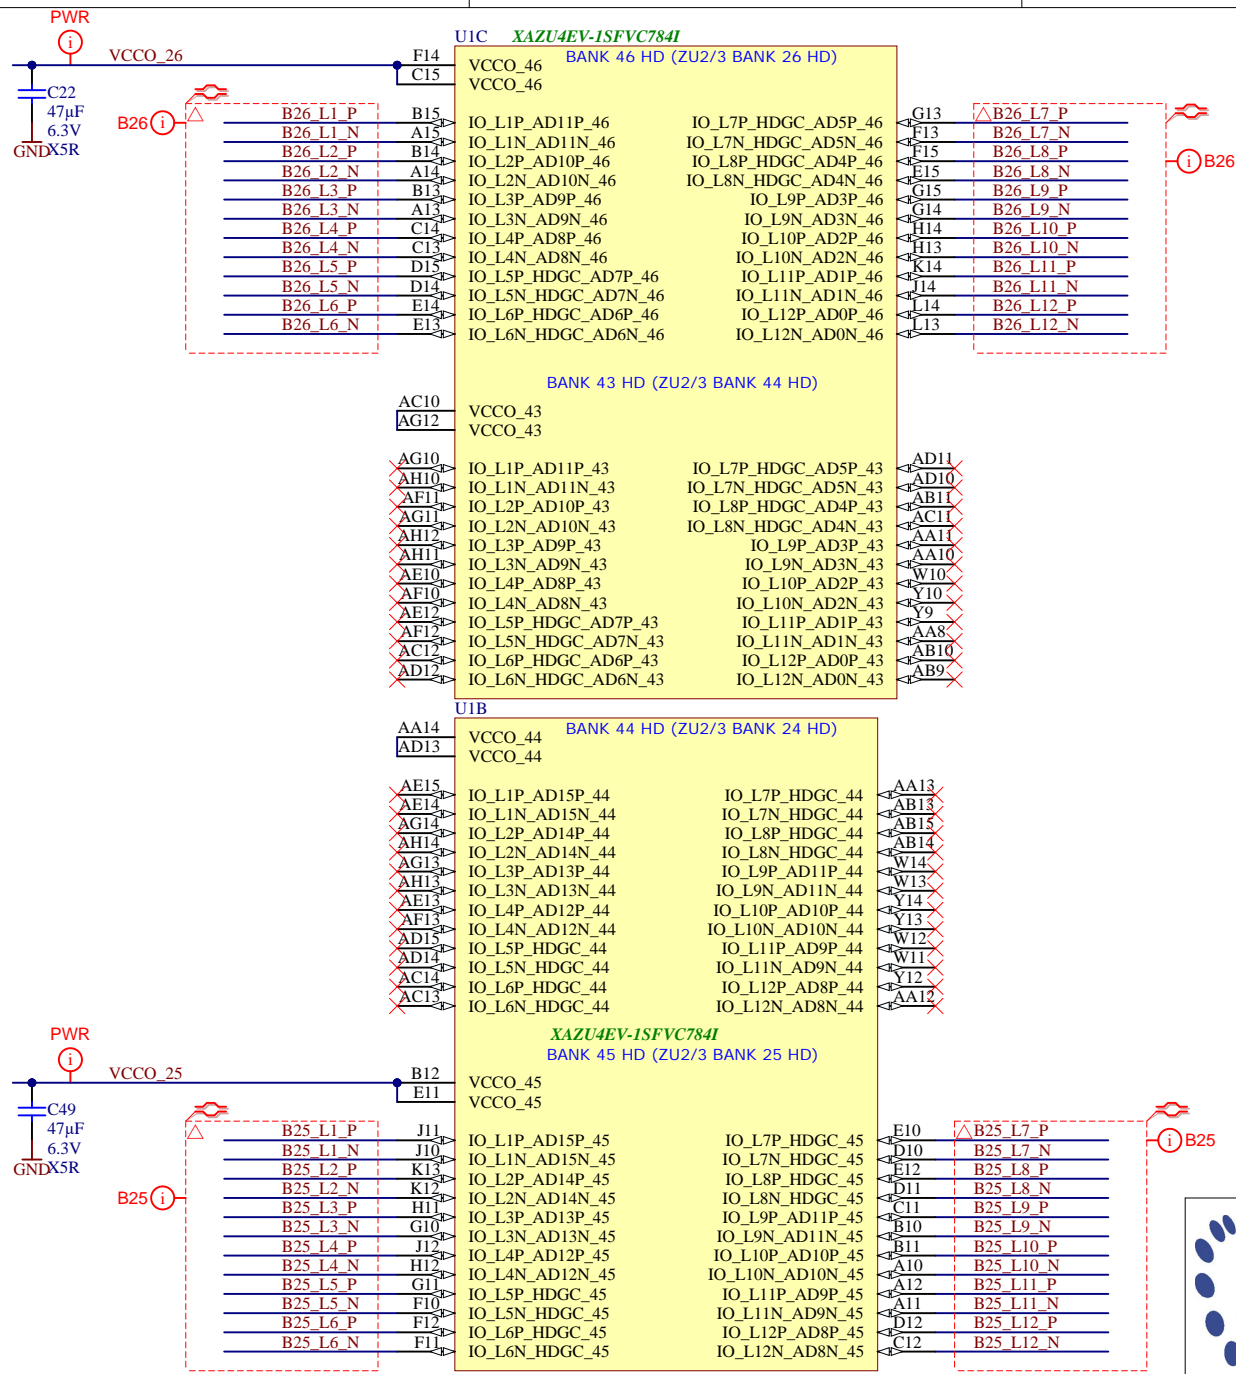 PWR
i
VCCO_26
C22
47µF
6.3V
X5R
GND
U1C XAZU4EV-1SFVC784I
BANK 46 HD (ZU2/3 BANK 26 HD)
F14 VCCO_46
C15 VCCO_46
B26 i
B26_L1_P B15 IO_L1P_AD11P_46 IO_L7P_HDGC_AD5P_46 G13 B26_L7_P
B26_L1_N A15 IO_L1N_AD11N_46 IO_L7N_HDGC_AD5N_46 F13 B26_L7_N
B26_L2_P B14 IO_L2P_AD10P_46 IO_L8P_HDGC_AD4P_46 F15 B26_L8_P
B26_L2_N A14 IO_L2N_AD10N_46 IO_L8N_HDGC_AD4N_46 E15 B26_L8_N
i B26
B26_L3_P B13 IO_L3P_AD9P_46 IO_L9P_AD3P_46 G15 B26_L9_P
B26_L3_N A13 IO_L3N_AD9N_46 IO_L9N_AD3N_46 G14 B26_L9_N
B26_L4_P C14 IO_L4P_AD8P_46 IO_L10P_AD2P_46 H14 B26_L10_P
B26_L4_N C13 IO_L4N_AD8N_46 IO_L10N_AD2N_46 H13 B26_L10_N
B26_L5_P D15 IO_L5P_HDGC_AD7P_46 IO_L11P_AD1P_46 K14 B26_L11_P
B26_L5_N D14 IO_L5N_HDGC_AD7N_46 IO_L11N_AD1N_46 J14 B26_L11_N
B26_L6_P E14 IO_L6P_HDGC_AD6P_46 IO_L12P_AD0P_46 L14 B26_L12_P
B26_L6_N E13 IO_L6N_HDGC_AD6N_46 IO_L12N_AD0N_46 L13 B26_L12_N
BANK 43 HD (ZU2/3 BANK 44 HD)
AC10 VCCO_43
AG12 VCCO_43
AG10 IO_L1P_AD11P_43 IO_L7P_HDGC_AD5P_43 AD11
AH10 IO_L1N_AD11N_43 IO_L7N_HDGC_AD5N_43 AD10
AF11 IO_L2P_AD10P_43 IO_L8P_HDGC_AD4P_43 AB11
AG11 IO_L2N_AD10N_43 IO_L8N_HDGC_AD4N_43 AC11
AH12 IO_L3P_AD9P_43 IO_L9P_AD3P_43 AA11
AH11 IO_L3N_AD9N_43 IO_L9N_AD3N_43 AA10
AE10 IO_L4P_AD8P_43 IO_L10P_AD2P_43 W10
AF10 IO_L4N_AD8N_43 IO_L10N_AD2N_43 Y10
AE12 IO_L5P_HDGC_AD7P_43 IO_L11P_AD1P_43 Y9
AF12 IO_L5N_HDGC_AD7N_43 IO_L11N_AD1N_43 AA8
AC12 IO_L6P_HDGC_AD6P_43 IO_L12P_AD0P_43 AB10
AD12 IO_L6N_HDGC_AD6N_43 IO_L12N_AD0N_43 AB9
U1B
BANK 44 HD (ZU2/3 BANK 24 HD)
AA14 VCCO_44
AD13 VCCO_44
AE15 IO_L1P_AD15P_44 IO_L7P_HDGC_44 AA13
AE14 IO_L1N_AD15N_44 IO_L7N_HDGC_44 AB13
AG14 IO_L2P_AD14P_44 IO_L8P_HDGC_44 AB15
AH14 IO_L2N_AD14N_44 IO_L8N_HDGC_44 AB14
AG13 IO_L3P_AD13P_44 IO_L9P_AD11P_44 W14
AH13 IO_L3N_AD13N_44 IO_L9N_AD11N_44 W13
AE13 IO_L4P_AD12P_44 IO_L10P_AD10P_44 Y14
AF13 IO_L4N_AD12N_44 IO_L10N_AD10N_44 Y13
AD15 IO_L5P_HDGC_44 IO_L11P_AD9P_44 W12
AD14 IO_L5N_HDGC_44 IO_L11N_AD9N_44 W11
AC14 IO_L6P_HDGC_44 IO_L12P_AD8P_44 Y12
AC13 IO_L6N_HDGC_44 IO_L12N_AD8N_44 AA12
XAZU4EV-1SFVC784I
BANK 45 HD (ZU2/3 BANK 25 HD)
PWR
i
VCCO_25
C49
47µF
6.3V
X5R
GND
B12 VCCO_45
E11 VCCO_45
B25_L1_P J11 IO_L1P_AD15P_45 IO_L7P_HDGC_45 E10 B25_L7_P
i B25
B25_L1_N J10 IO_L1N_AD15N_45 IO_L7N_HDGC_45 D10 B25_L7_N
B25_L2_P K13 IO_L2P_AD14P_45 IO_L8P_HDGC_45 E12 B25_L8_P
B25 i
B25_L2_N K12 IO_L2N_AD14N_45 IO_L8N_HDGC_45 D11 B25_L8_N
B25_L3_P H11 IO_L3P_AD13P_45 IO_L9P_AD11P_45 C11 B25_L9_P
B25_L3_N G10 IO_L3N_AD13N_45 IO_L9N_AD11N_45 B10 B25_L9_N
B25_L4_P J12 IO_L4P_AD12P_45 IO_L10P_AD10P_45 B11 B25_L10_P
B25_L4_N H12 IO_L4N_AD12N_45 IO_L10N_AD10N_45 A10 B25_L10_N
B25_L5_P G11 IO_L5P_HDGC_45 IO_L11P_AD9P_45 A12 B25_L11_P
B25_L5_N F10 IO_L5N_HDGC_45 IO_L11N_AD9N_45 A11 B25_L11_N
B25_L6_P F12 IO_L6P_HDGC_45 IO_L12P_AD8P_45 D12 B25_L12_P
B25_L6_N F11 IO_L6N_HDGC_45 IO_L12N_AD8N_45 C12 B25_L12_N